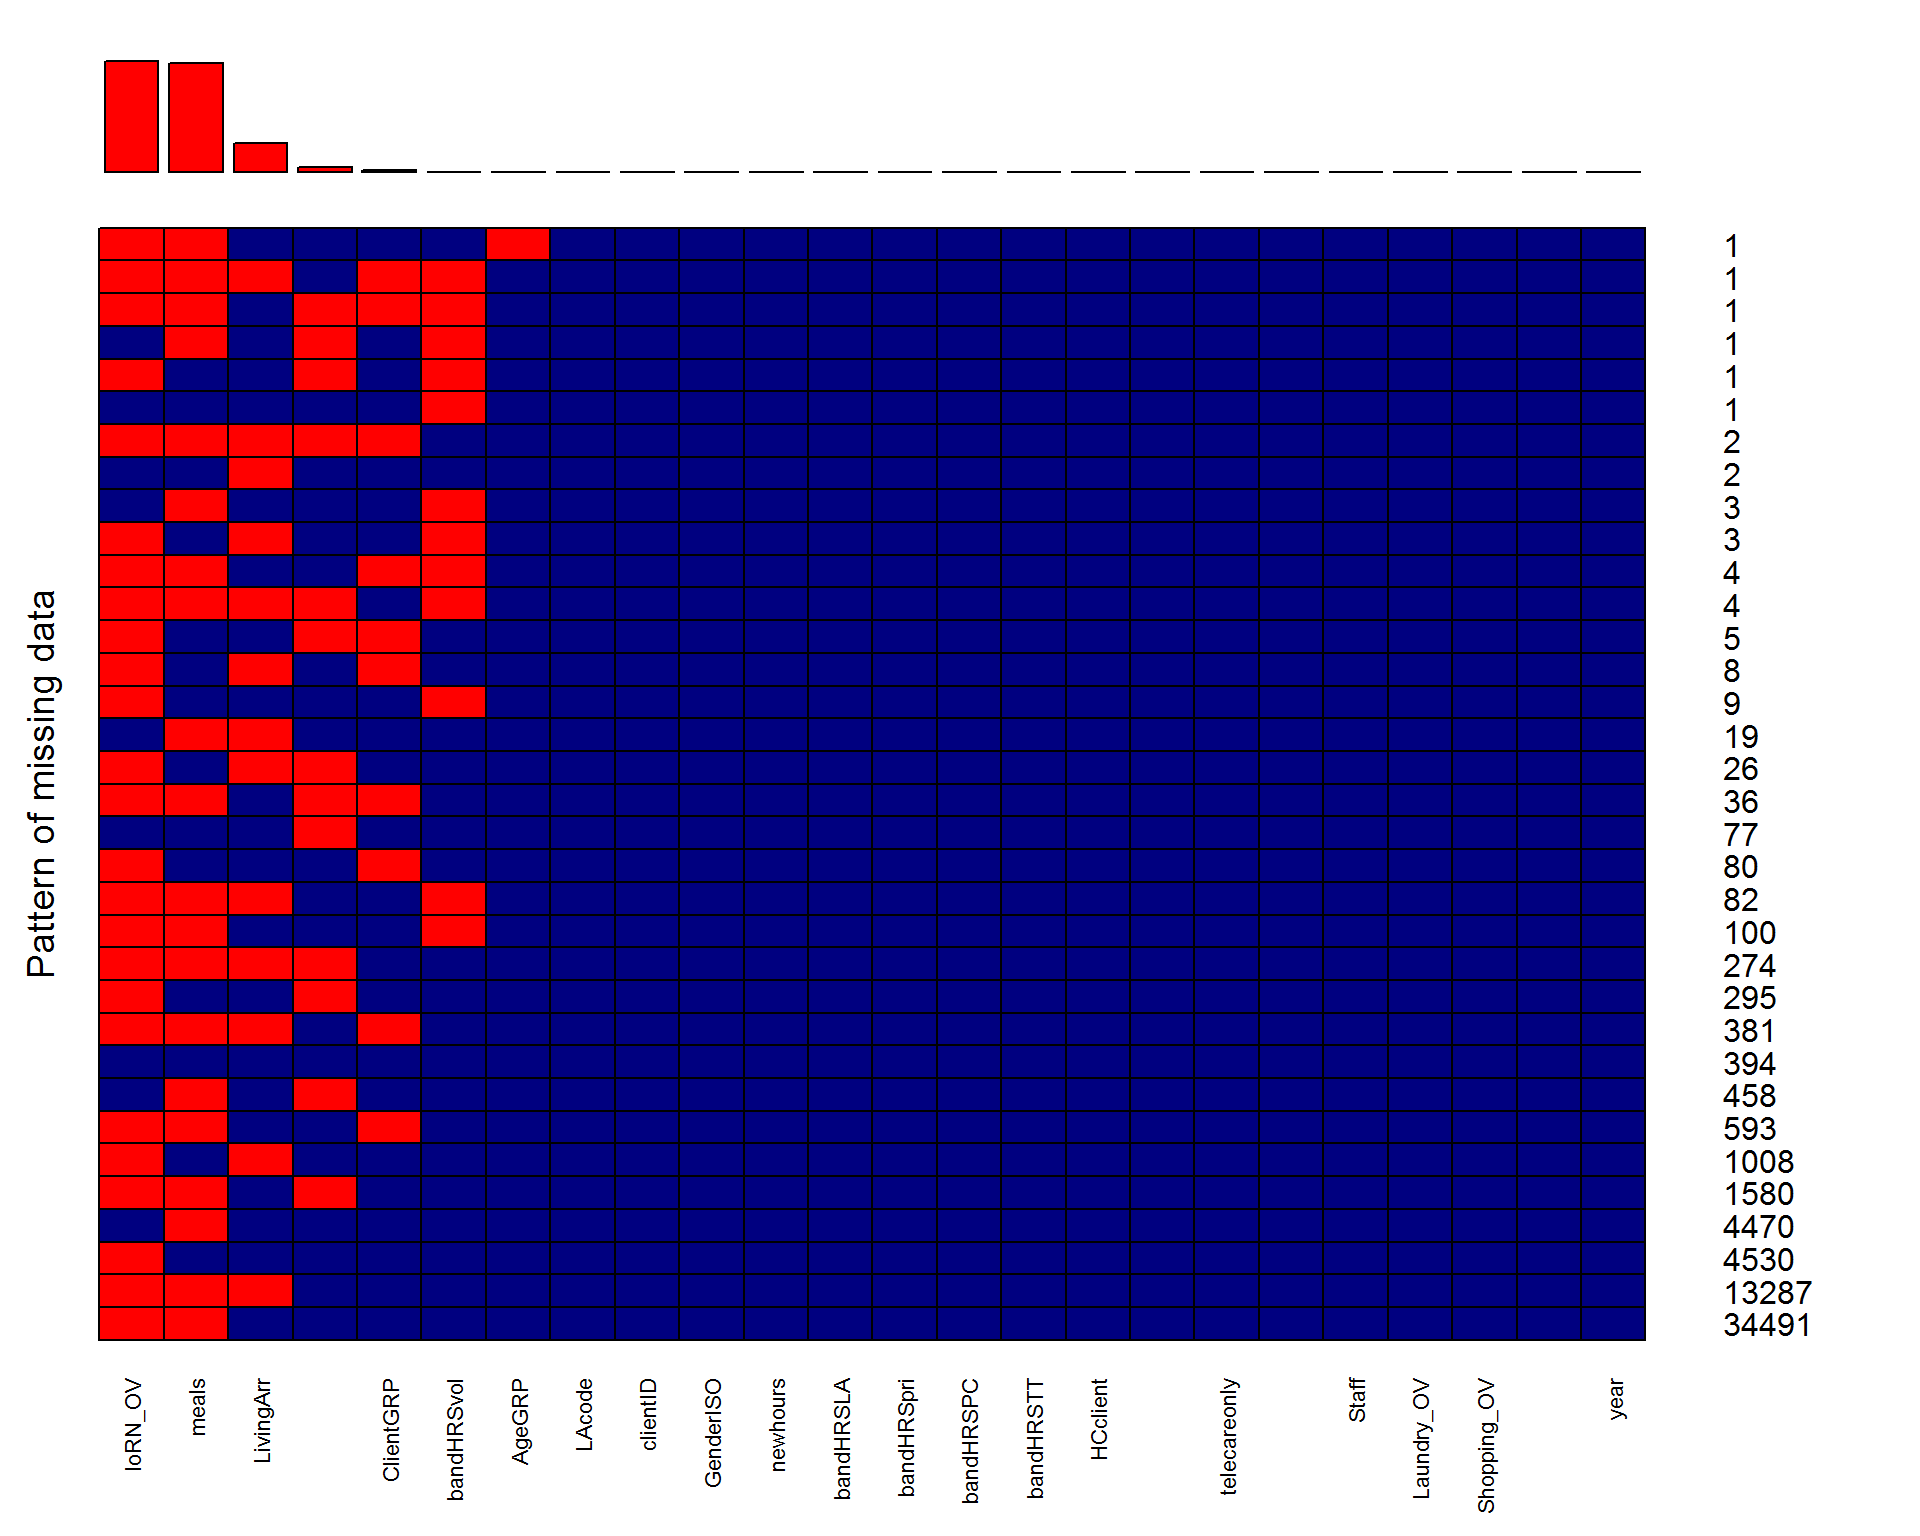 Pattern of missing data
1
1
1
1
1
1
2
2
3
3
4
4
5
8
9
19
26
36
77
80
82
100
274
295
381
394
458
593
1008
1580
4470
4530
13287
34491
IoRN_OV
meals
LivingArr
ClientGRP
bandHRSvol
AgeGRP
LAcode
clientID
GenderISO
newhours
bandHRSLA
bandHRSpri
bandHRSPC
bandHRSTT
HCclient
telecareonly
Staff
Laundry_OV
Shopping_OV
year